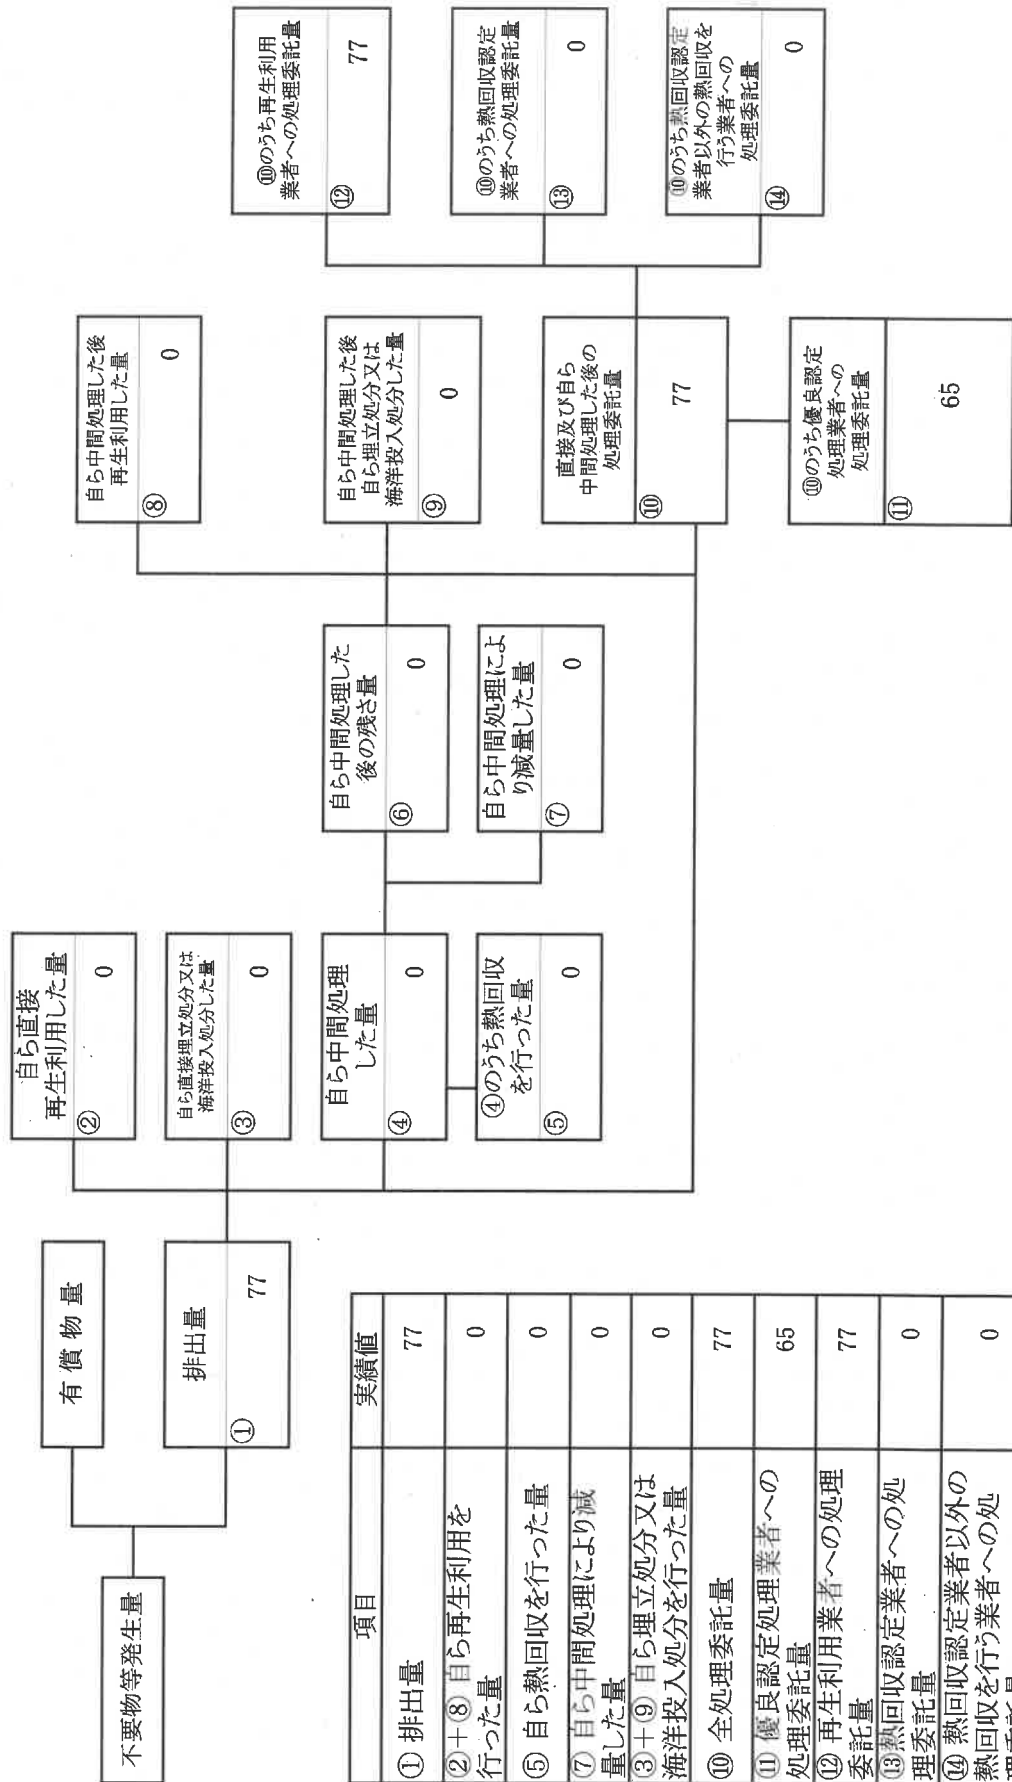 不要物等発生量
有償物量
排出量
① 77
自ら直接
再生利用した量
② 0
自ら直接埋立処分又は
海洋投入処分した量
③ 0
自ら中間処理
した量
④ 0
④のうち熱回収
を行った量
⑤ 0
自ら中間処理した
後の残さ量
⑥ 0
自ら中間処理によ
り減量した量
⑦ 0
自ら中間処理した後
再生利用した量
⑧ 0
自ら中間処理した後
自ら埋立処分又は
海洋投入処分した量
⑨ 0
直接及び自ら
中間処理した後の
処理委託量
⑩ 77
⑩のうち優良認定
処理業者への
処理委託量
⑪ 65
⑩のうち再生利用
業者への処理委託量
⑫ 77
⑩のうち熱回収認定
業者への処理委託量
⑬ 0
⑩のうち熱回収認定
業者以外の熱回収を
行う業者への
処理委託量
⑭ 0
項目 実績値
① 排出量 77
②+⑧ 自ら再生利用を
行った量 0
⑤ 自ら熱回収を行った量 0
⑦ 自ら中間処理により減
量した量 0
③+⑨ 自ら埋立処分又は
海洋投入処分を行った量 0
⑩ 全処理委託量 77
⑪ 優良認定処理業者への
処理委託量 65
⑫ 再生利用業者への処理
委託量 77
⑬熱回収認定業者への処
理委託量 0
⑭ 熱回収認定業者以外の
熱回収を行う業者への処 0
理委託量